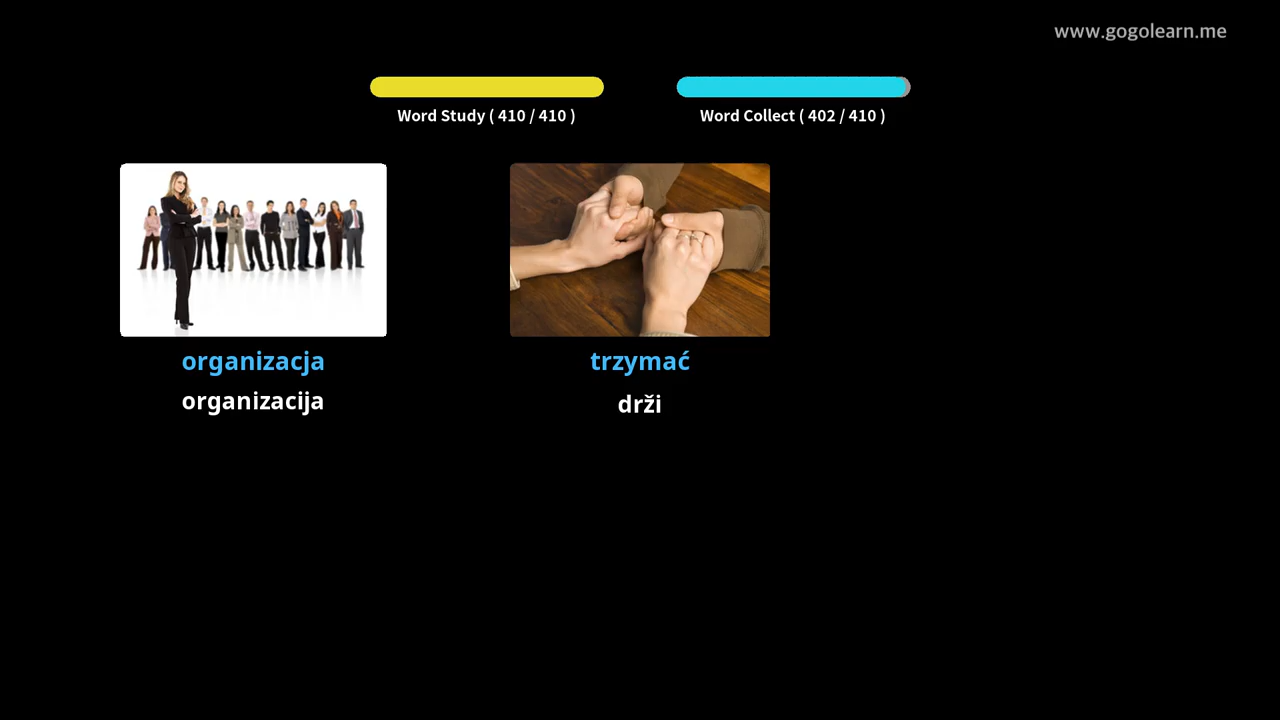 www.gogolearn.me
Word Study ( 410 / 410 )
Word Collect ( 402 / 410 )
organizacja
trzymać
organizacija
drži